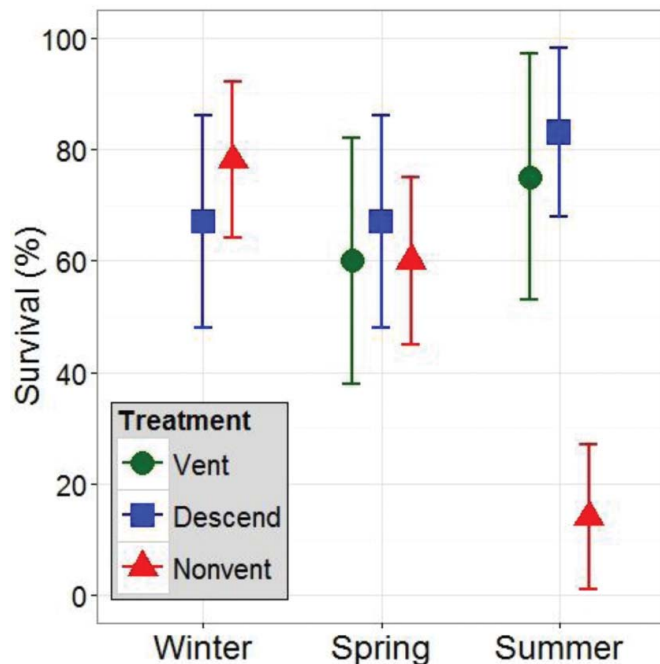 Survival (%)
100
80
60
40
20
0
Treatment
Vent
Descend
Nonvent
Winter Spring Summer